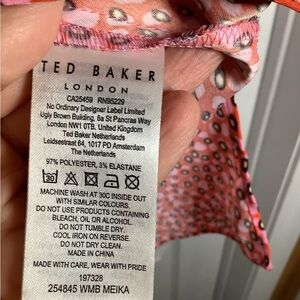 TED BAKER
LONDON
CA25459 RN95229
No Ordinary Designer Label Limited
Ugly Brown Building, 6a St Pancras Way
London NW1 0TB. United Kingdom
Ted Baker Netherlands
Leidsestraat 64, 1017 PD Amsterdam
The Netherlands
97% POLYESTER, 3% ELASTANE
30
MACHINE WASH AT 30C INSIDE OUT
WITH SIMILAR COLOURS.
DO NOT USE PRODUCTS CONTAINING
BLEACH, OIL OR ALCOHOL.
DO NOT TUMBLE DRY.
COOL IRON ON REVERSE.
DO NOT DRY CLEAN.
MADE IN CHINA
MADE WITH CARE, WEAR WITH PRIDE
197328
254845 WMB MEIKA